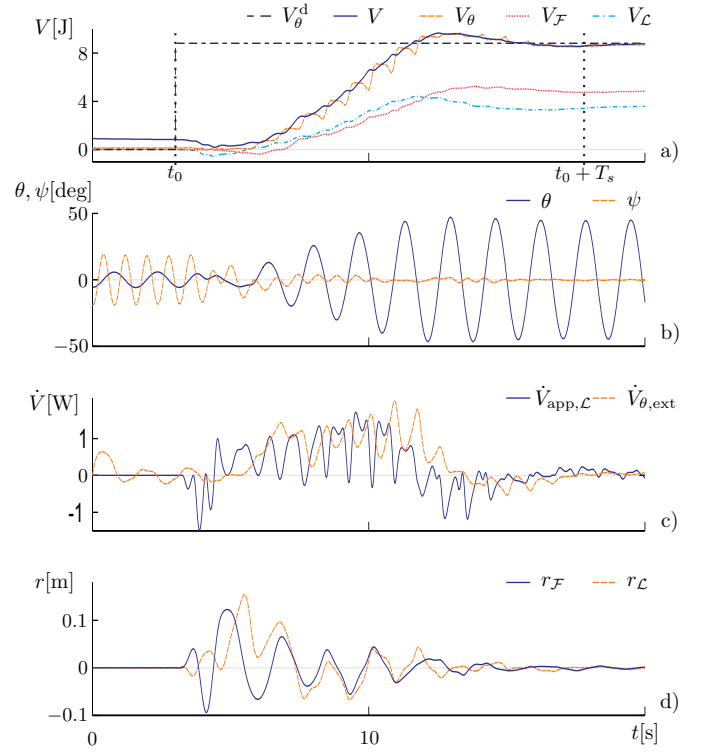 V[J] V_θ^d V V_θ V_F V_L
8
4
0
t_0 t_0 + T_s a)
θ, ψ[deg] θ ψ
50
0
−50 b)
V̇[W] V̇_app,L V̇_θ,ext
1
0
-1 c)
r[m] r_F r_L
0.1
0
−0.1 d)
0 10 t[s]